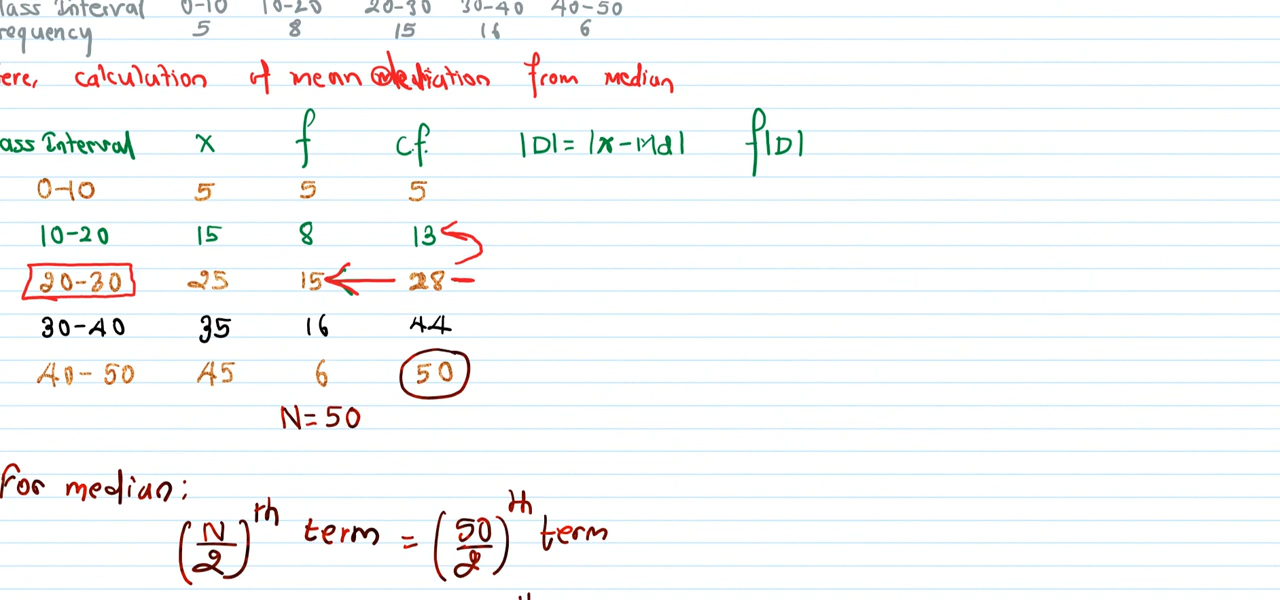 lass Interval 0-10 10-20 20-30 30-40 40-50
requency 5 8 15 16 6
ere, calculation of mean deviation from median
ass Interval x f c.f. |D|= |x-Md| f|D|
0-10 5 5 5
10-20 15 8 13
20-30 25 15 28
30-40 35 16 44
40-50 45 6 50
N=50
For median:
(N/2)th term = (50/2)th term